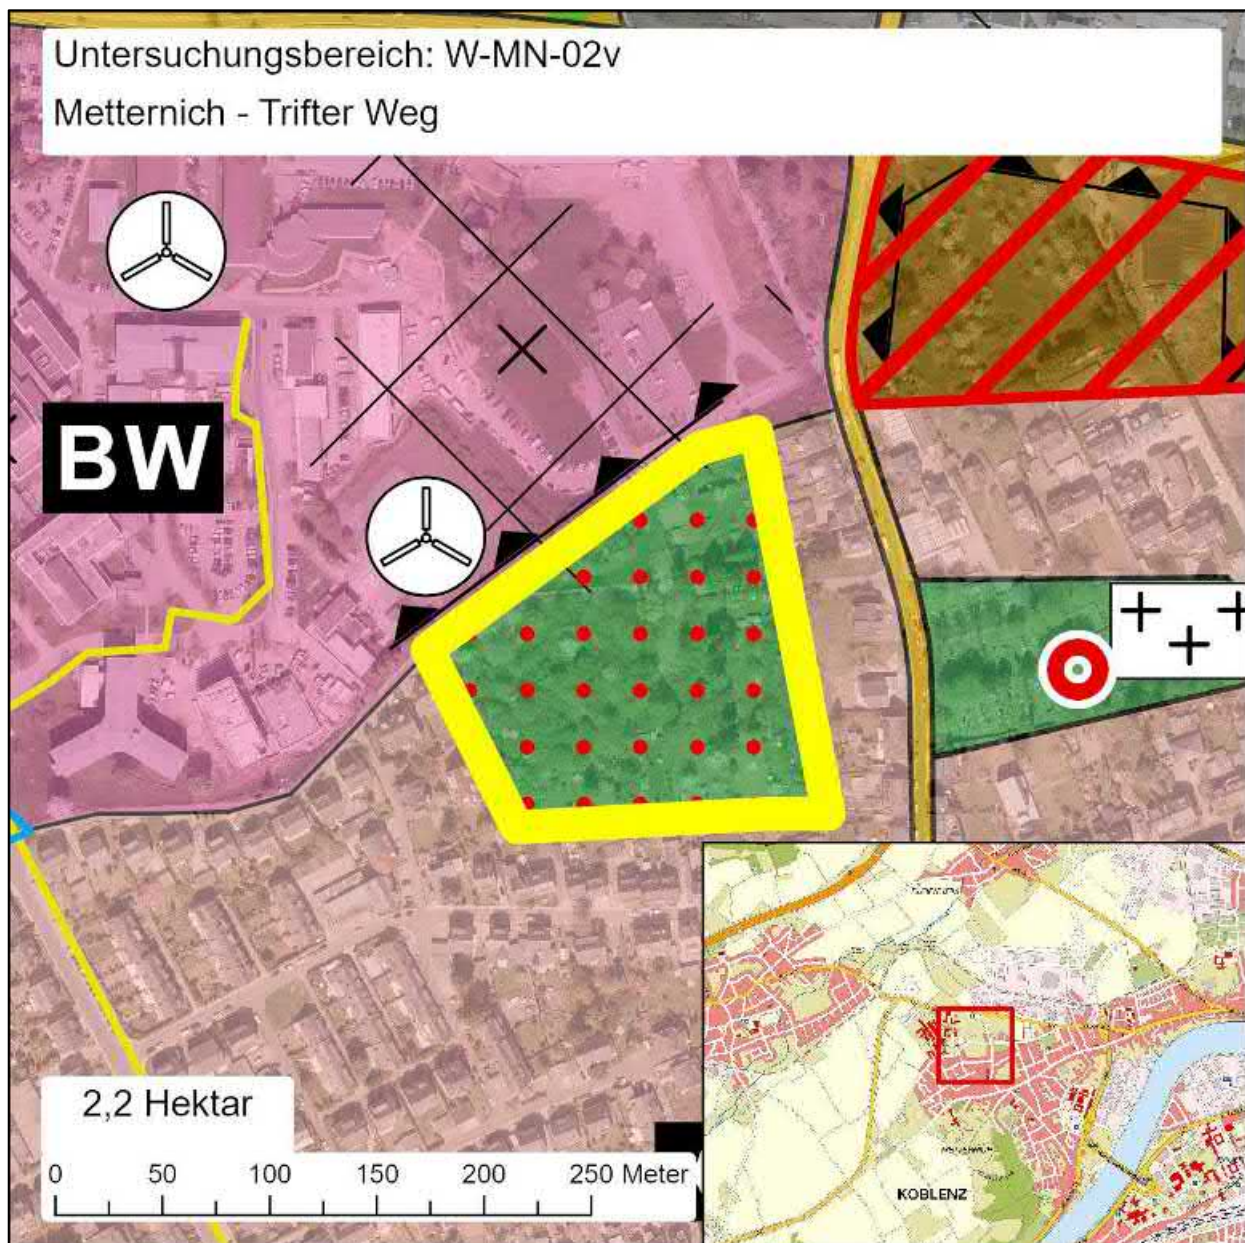 Untersuchungsbereich: W-MN-02v
Metternich - Trifter Weg
BW
2,2 Hektar
0 50 100 150 200 250 Meter
KOBLENZ